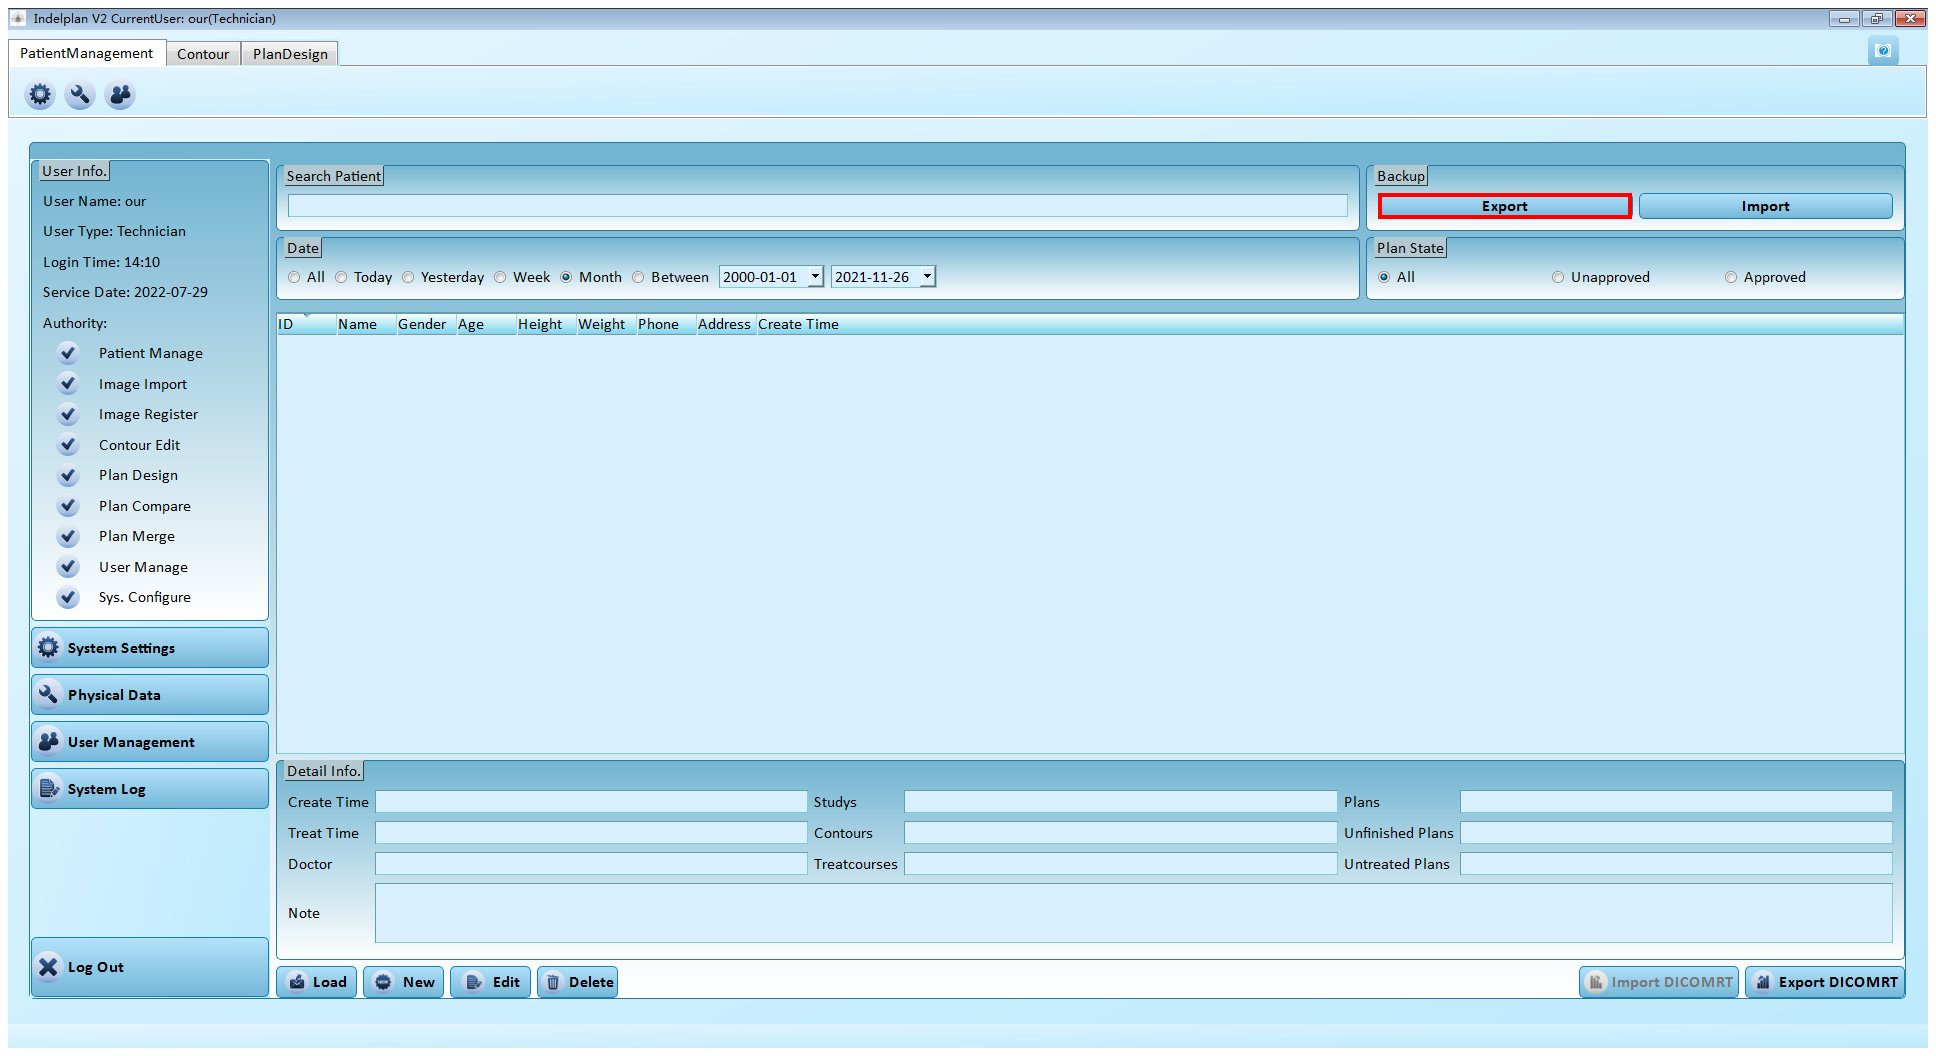 Indelplan V2 CurrentUser: our(Technician)
PatientManagement Contour PlanDesign
User Info.
User Name: our
User Type: Technician
Login Time: 14:10
Service Date: 2022-07-29
Authority:
Patient Manage
Image Import
Image Register
Contour Edit
Plan Design
Plan Compare
Plan Merge
User Manage
Sys. Configure
System Settings
Physical Data
User Management
System Log
Log Out
Search Patient
Backup
Export Import
Date
All Today Yesterday Week Month Between 2000-01-01 2021-11-26
Plan State
All Unapproved Approved
ID Name Gender Age Height Weight Phone Address Create Time
Detail Info.
Create Time Studys Plans
Treat Time Contours Unfinished Plans
Doctor Treatcourses Untreated Plans
Note
Load New Edit Delete Import DICOMRT Export DICOMRT